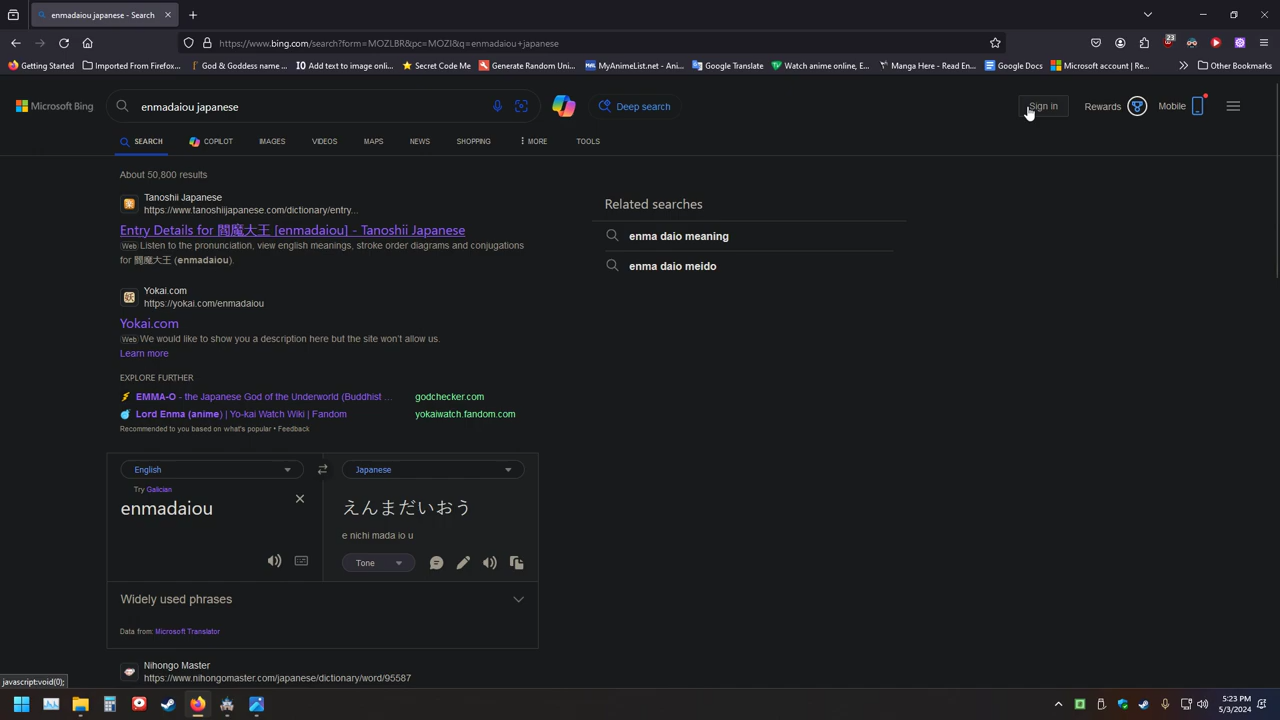 enmadaiou japanese - Search
https://www.bing.com/search?form=MOZLBR&pc=MOZI&q=enmadaiou+japanese
Getting Started
Imported From Firefox...
God & Goddess name ...
Add text to image onli...
Secret Code Me
Generate Random Uni...
MyAnimeList.net - Ani...
Google Translate
Watch anime online, E...
Manga Here - Read En...
Google Docs
Microsoft account | Re...
Other Bookmarks
Microsoft Bing
enmadaiou japanese
Deep search
Sign in
Rewards
Mobile
SEARCH
COPILOT
IMAGES
VIDEOS
MAPS
NEWS
SHOPPING
MORE
TOOLS
About 50,800 results
Tanoshii Japanese
https://www.tanoshiijapanese.com/dictionary/entry...
Entry Details for 閻魔大王 [enmadaiou] - Tanoshii Japanese
Web Listen to the pronunciation, view english meanings, stroke order diagrams and conjugations
for 閻魔大王 (enmadaiou).
Yokai.com
https://yokai.com/enmadaiou
Yokai.com
Web We would like to show you a description here but the site won't allow us.
Learn more
EXPLORE FURTHER
EMMA-O - the Japanese God of the Underworld (Buddhist ...
godchecker.com
Lord Enma (anime) | Yo-kai Watch Wiki | Fandom
yokaiwatch.fandom.com
Recommended to you based on what's popular • Feedback
English
Japanese
Try Galician
enmadaiou
えんまだいおう
e nichi mada io u
Tone
Widely used phrases
Data from: Microsoft Translator
Nihongo Master
https://www.nihongomaster.com/japanese/dictionary/word/95587
Related searches
enma daio meaning
enma daio meido
javascript:void(0);
5:23 PM
5/3/2024